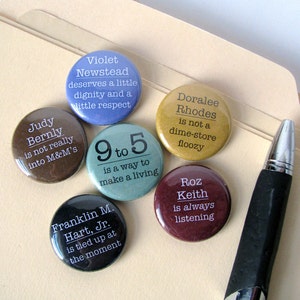 Violet
Newstead
deserves a little
dignity and a
little respect
Doralee
Rhodes
is not a
dime-store
floozy
Judy
Bernly
is not really
into M&M's
9 to 5
is a way to
make a living
Roz
Keith
is always
listening
Franklin M.
Hart, Jr.
is tied up at
the moment